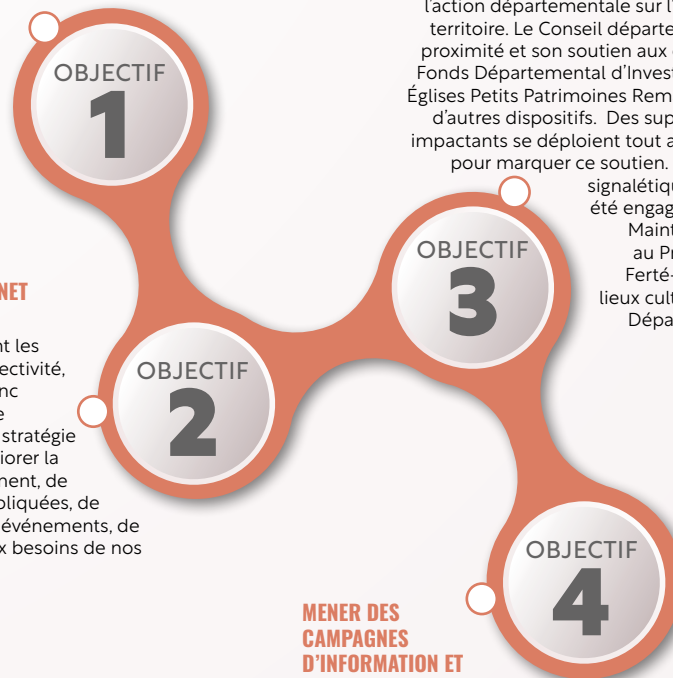 OBJECTIF
1
l'action départementale sur l'
territoire. Le Conseil départe
proximité et son soutien aux
Fonds Départemental d'Invest
Églises Petits Patrimoines Rem
d'autres dispositifs. Des sup
impactants se déploient tout a
pour marquer ce soutien.
signalétiqu
été engag
Maint
au Pr
Ferté-
lieux cult
Dépa
OBJECTIF
3
NET
nt les
ectivité,
nc
e
stratégie
iorer la
ment, de
pliquées, de
événements, de
x besoins de nos
OBJECTIF
2
OBJECTIF
4
MENER DES
CAMPAGNES
D'INFORMATION ET